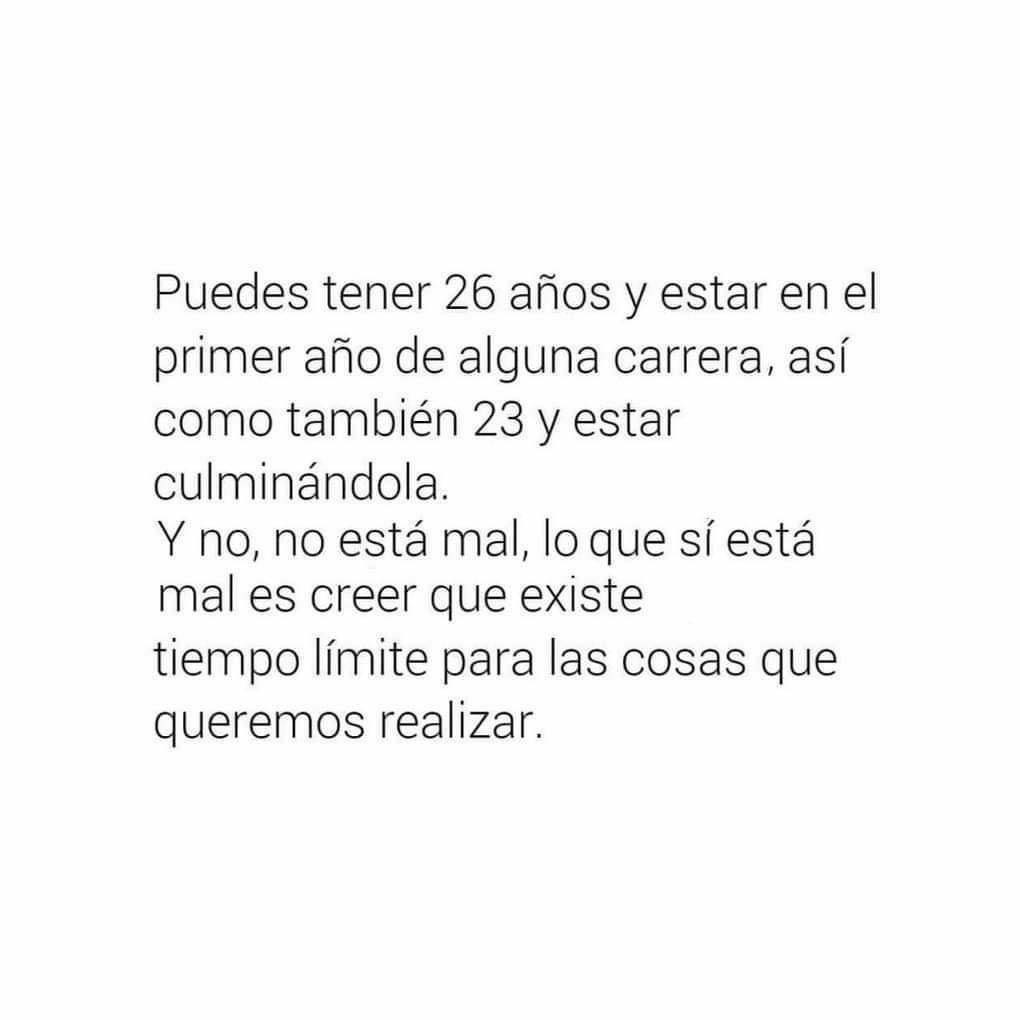 Puedes tener 26 años y estar en el
primer año de alguna carrera, así
como también 23 y estar
culminándola.
Y no, no está mal, lo que sí está
mal es creer que existe
tiempo límite para las cosas que
queremos realizar.